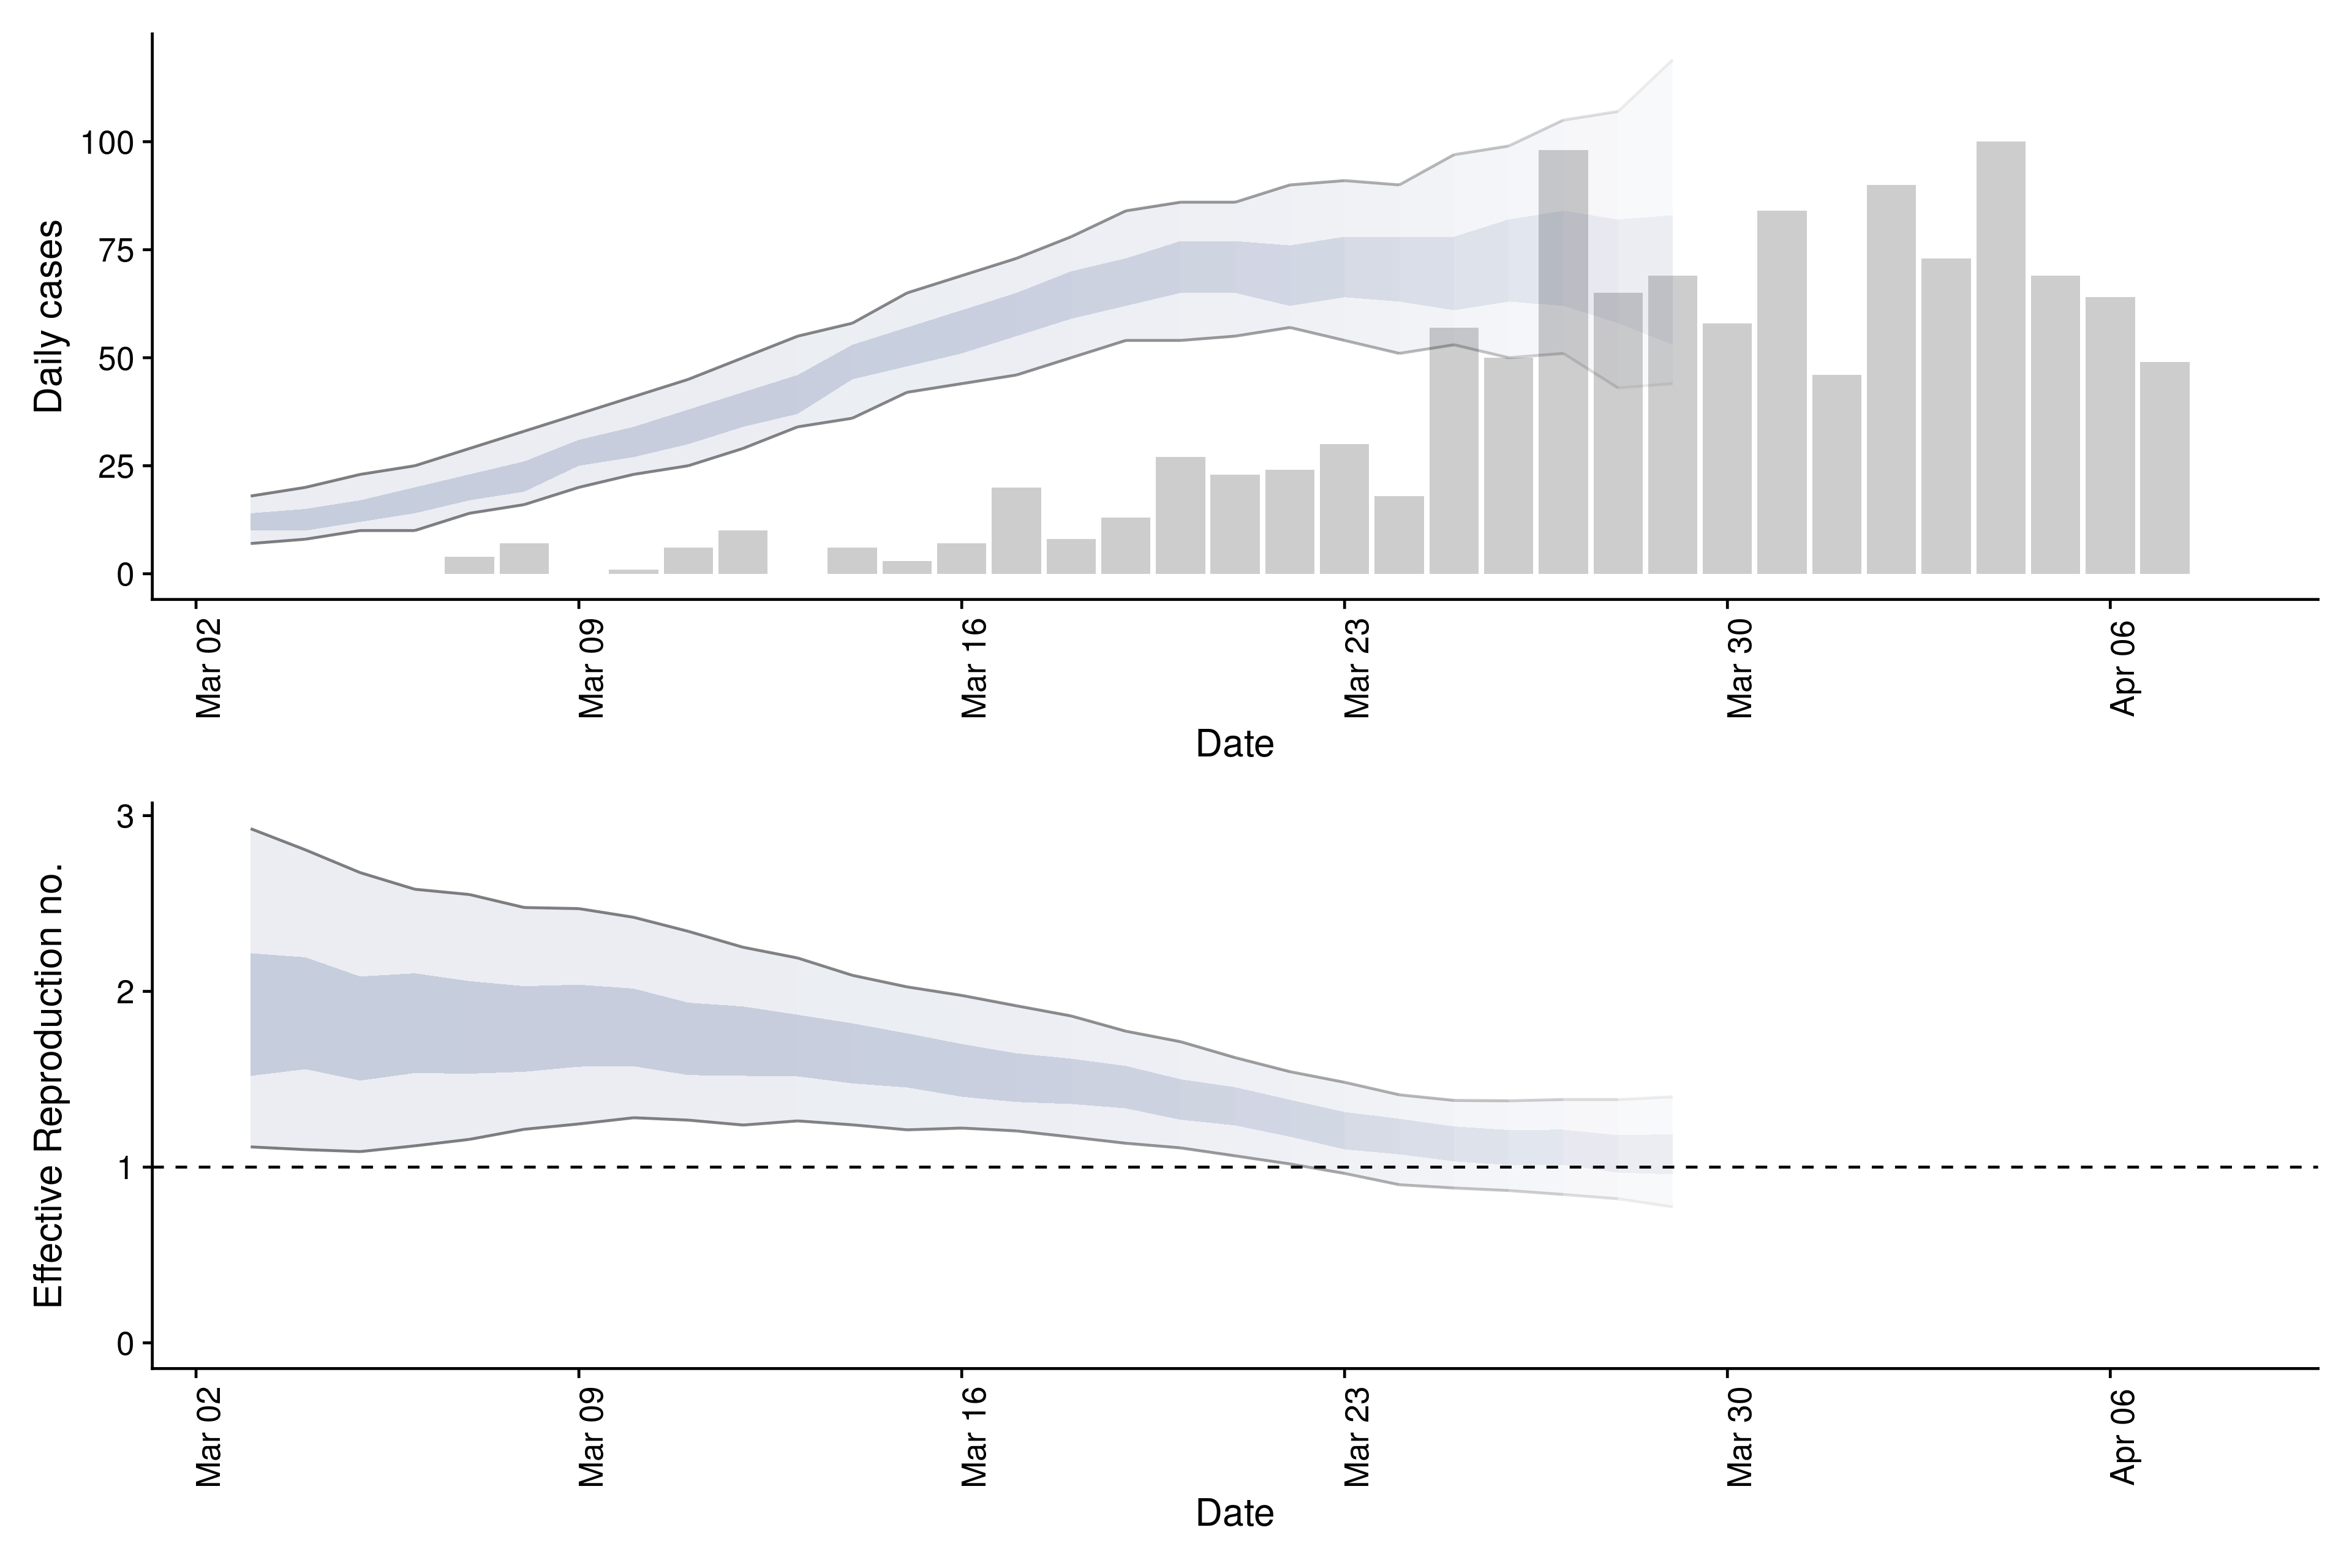 Daily cases
100
75
50
25
0
Mar 02
Mar 09
Mar 16
Mar 23
Mar 30
Apr 06
Date
Effective Reproduction no.
3
2
1
0
Mar 02
Mar 09
Mar 16
Mar 23
Mar 30
Apr 06
Date